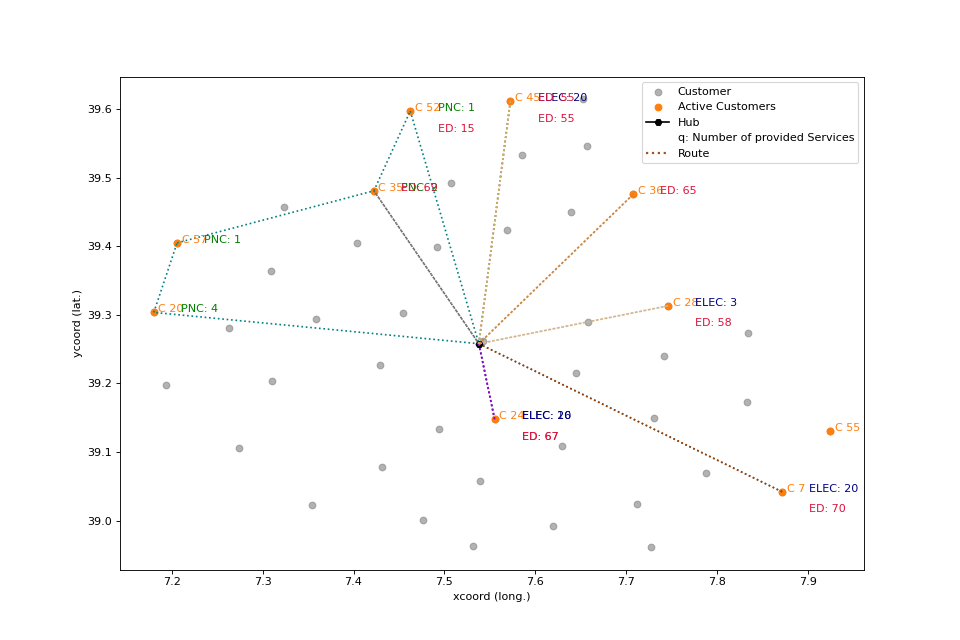 39.6
39.5
39.4
39.3
39.2
39.1
39.0
ycoord (lat.)
7.2
7.3
7.4
7.5
7.6
7.7
7.8
7.9
xcoord (long.)
Customer
Active Customers
Hub
q: Number of provided Services
Route
C 52
PNC: 1
ED: 15
ED: 55
C 36
ED: 65
C 57
PNC: 1
C 20
PNC: 4
C 28
ELEC: 3
ED: 58
C 24
ED: 67
C 55
C 7
ELEC: 20
ED: 70